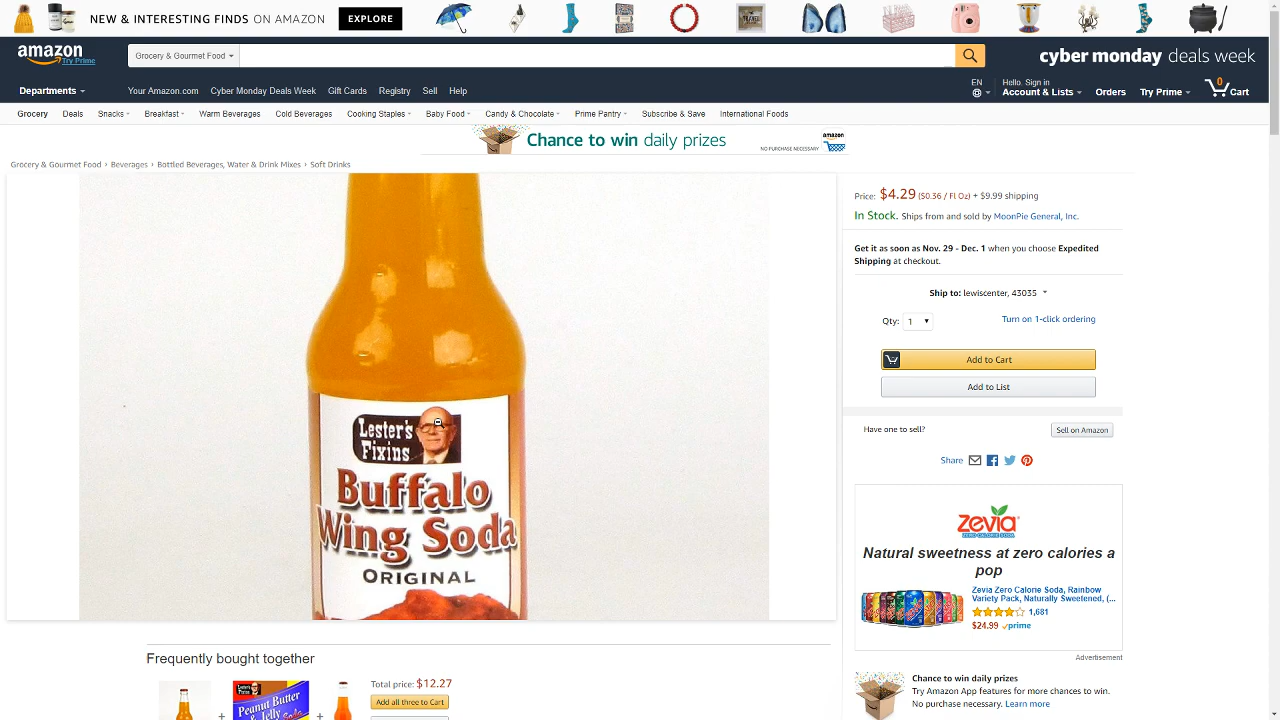 NEW & INTERESTING FINDS ON AMAZON
EXPLORE
amazon
Try Prime
Grocery & Gourmet Food
cyber monday deals week
Departments
Your Amazon.com
Cyber Monday Deals Week
Gift Cards
Registry
Sell
Help
EN
Hello. Sign in
Account & Lists
Orders
Try Prime
0
Cart
Grocery
Deals
Snacks
Breakfast
Warm Beverages
Cold Beverages
Cooking Staples
Baby Food
Candy & Chocolate
Prime Pantry
Subscribe & Save
International Foods
Chance to win daily prizes
NO PURCHASE NECESSARY
amazon
Grocery & Gourmet Food › Beverages › Bottled Beverages, Water & Drink Mixes › Soft Drinks
Lester's
Fixins
Buffalo
Wing Soda
ORIGINAL
Price: $4.29 ($0.36 / Fl Oz) + $9.99 shipping
In Stock. Ships from and sold by MoonPie General, Inc.
Get it as soon as Nov. 29 - Dec. 1 when you choose Expedited
Shipping at checkout.
Ship to: lewiscenter, 43035
Qty: 1
Turn on 1-click ordering
Add to Cart
Add to List
Have one to sell?
Sell on Amazon
Share
zevia
ZERO CALORIE SODA
Natural sweetness at zero calories a
pop
Zevia Zero Calorie Soda, Rainbow
Variety Pack, Naturally Sweetened, (...
1,681
$24.99 prime
Advertisement
Chance to win daily prizes
Try Amazon App features for more chances to win.
No purchase necessary. Learn more
Frequently bought together
Total price: $12.27
Add all three to Cart
Lester's
Fixins
Peanut Butter
& Jelly Soda